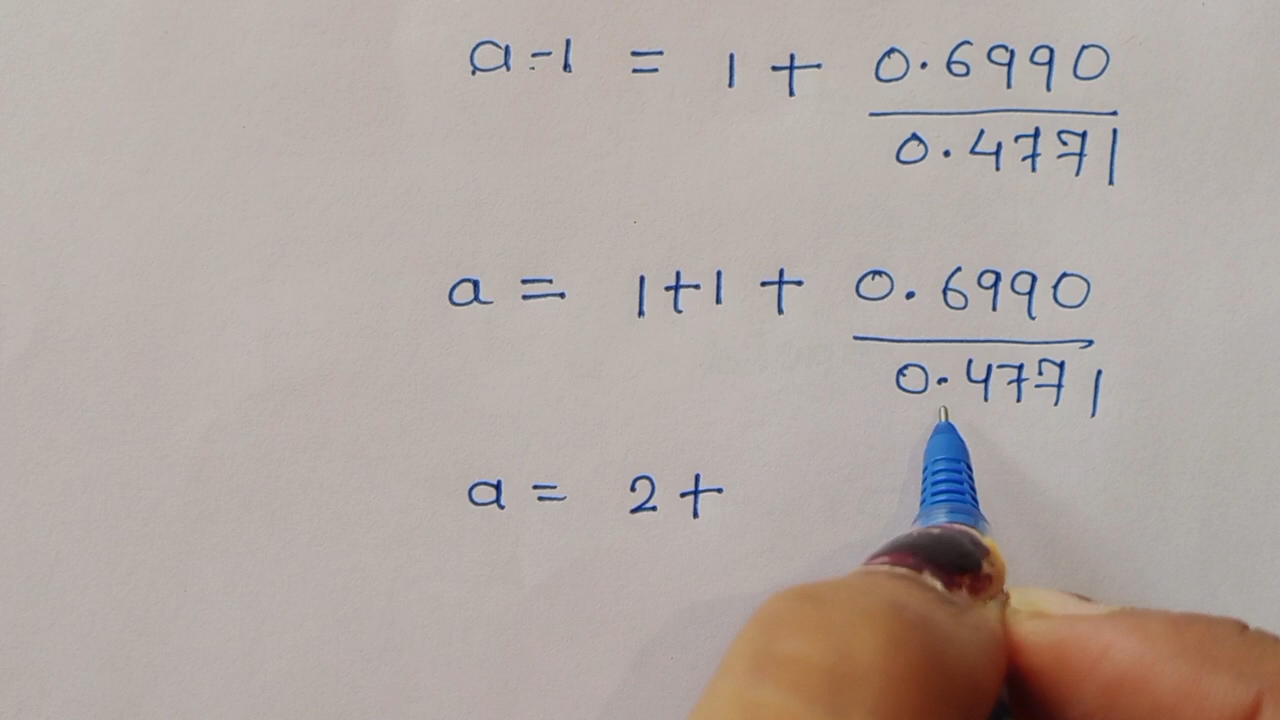 a-1 = 1 + 0.6990
0.4771
a = 1+1 + 0.6990
0.4771
a = 2+